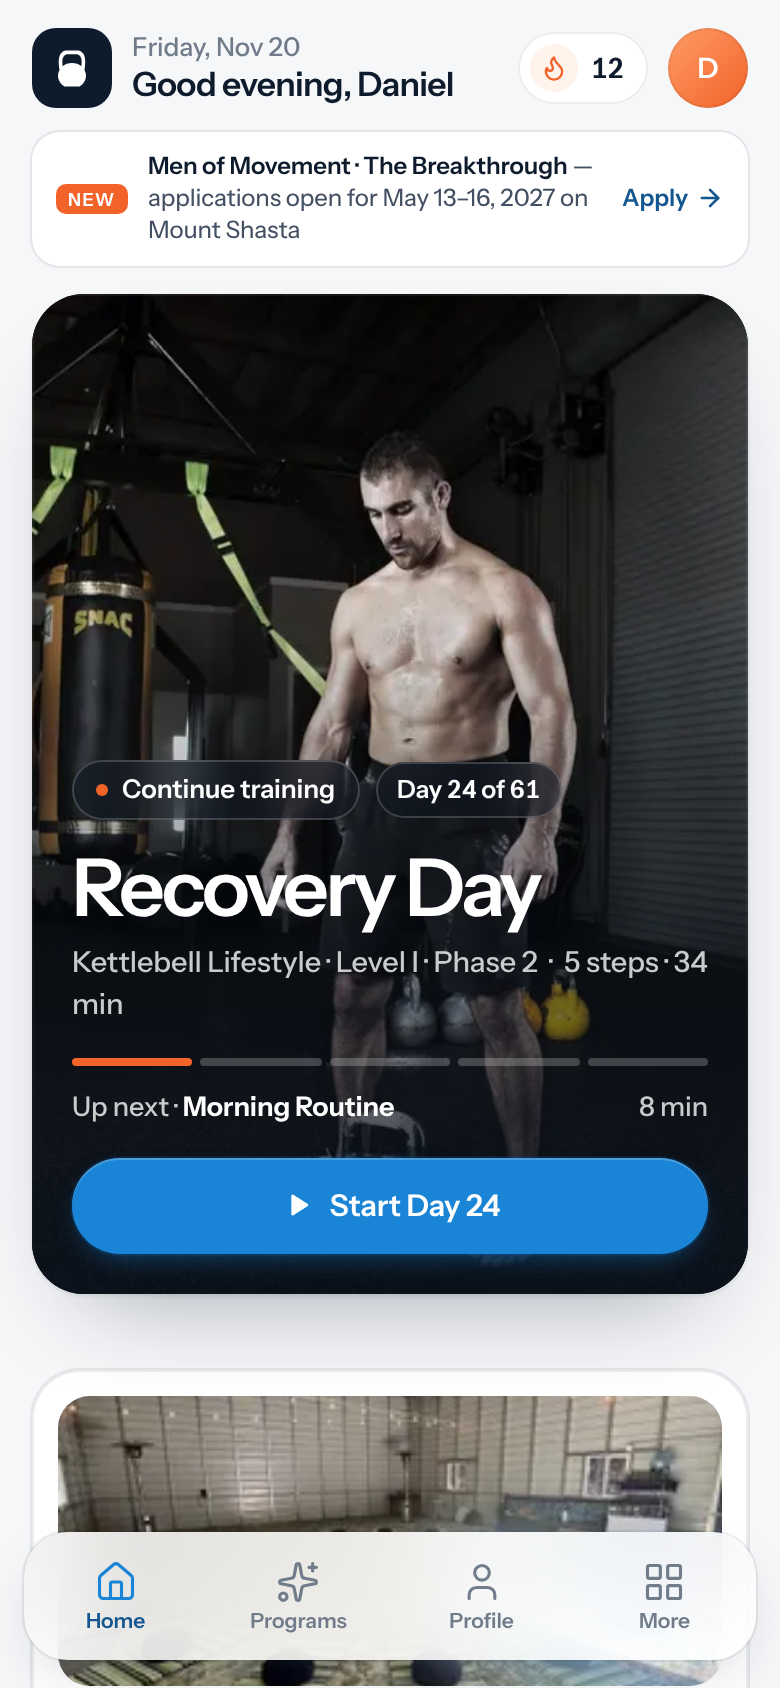 Friday, Nov 20
Good evening, Daniel
12
D
NEW
Men of Movement · The Breakthrough —
applications open for May 13–16, 2027 on
Mount Shasta
Apply →
SNAC
Continue training
Day 24 of 61
Recovery Day
Kettlebell Lifestyle · Level I · Phase 2 · 5 steps · 34
min
Up next · Morning Routine
8 min
Start Day 24
Home
Programs
Profile
More